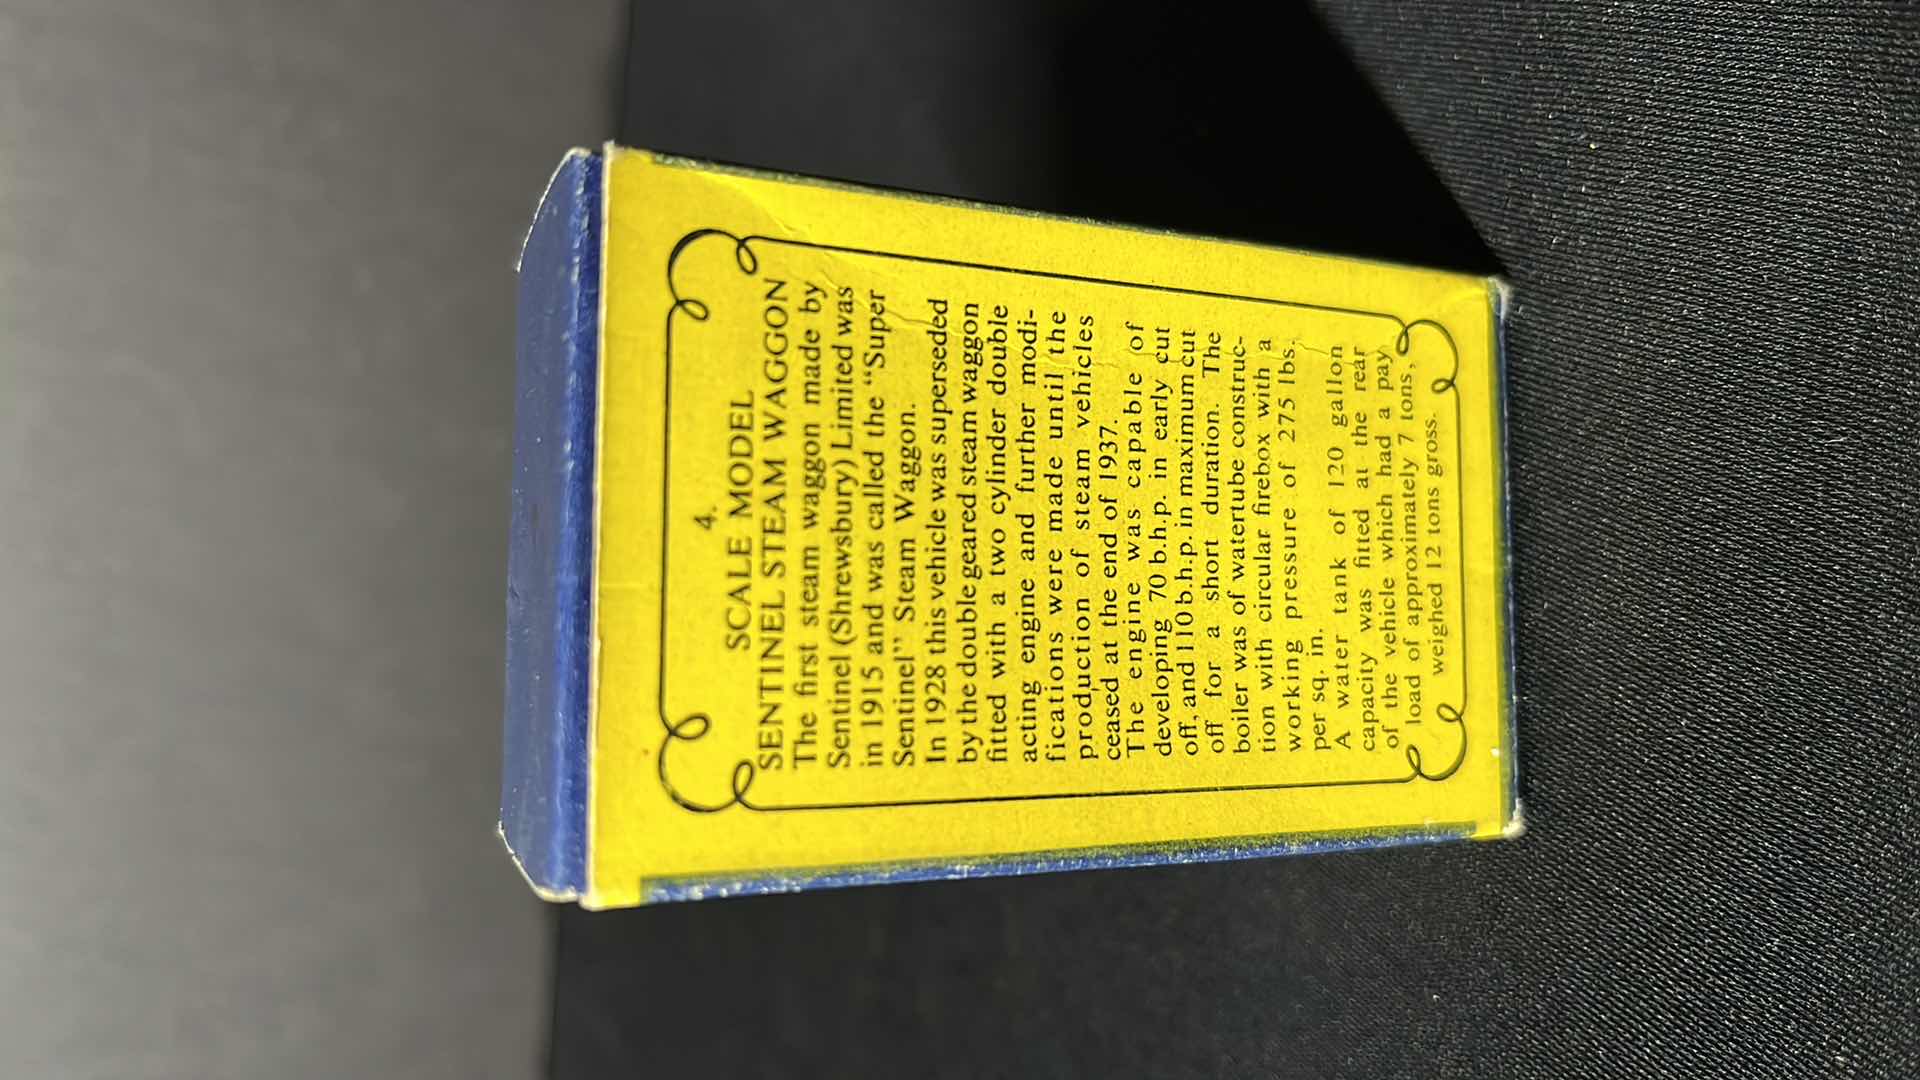 4.
SCALE MODEL
SENTINEL STEAM WAGGON
The first steam waggon made by
Sentinel (Shrewsbury) Limited was
in 1915 and was called the “Super
Sentinel” Steam Waggon.
In 1928 this vehicle was superseded
by the double geared steam waggon
fitted with a two cylinder double
acting engine and further modi-
fications were made until the
production of steam vehicles
ceased at the end of 1937.
The engine was capable of
developing 70 b.h.p. in early cut
off, and 110 b.h.p. in maximum cut
off for a short duration. The
boiler was of watertube construc-
tion with circular firebox with a
working pressure of 275 lbs.
per sq. in.
A water tank of 120 gallon
capacity was fitted at the rear
of the vehicle which had a pay
load of approximately 7 tons,
weighed 12 tons gross.